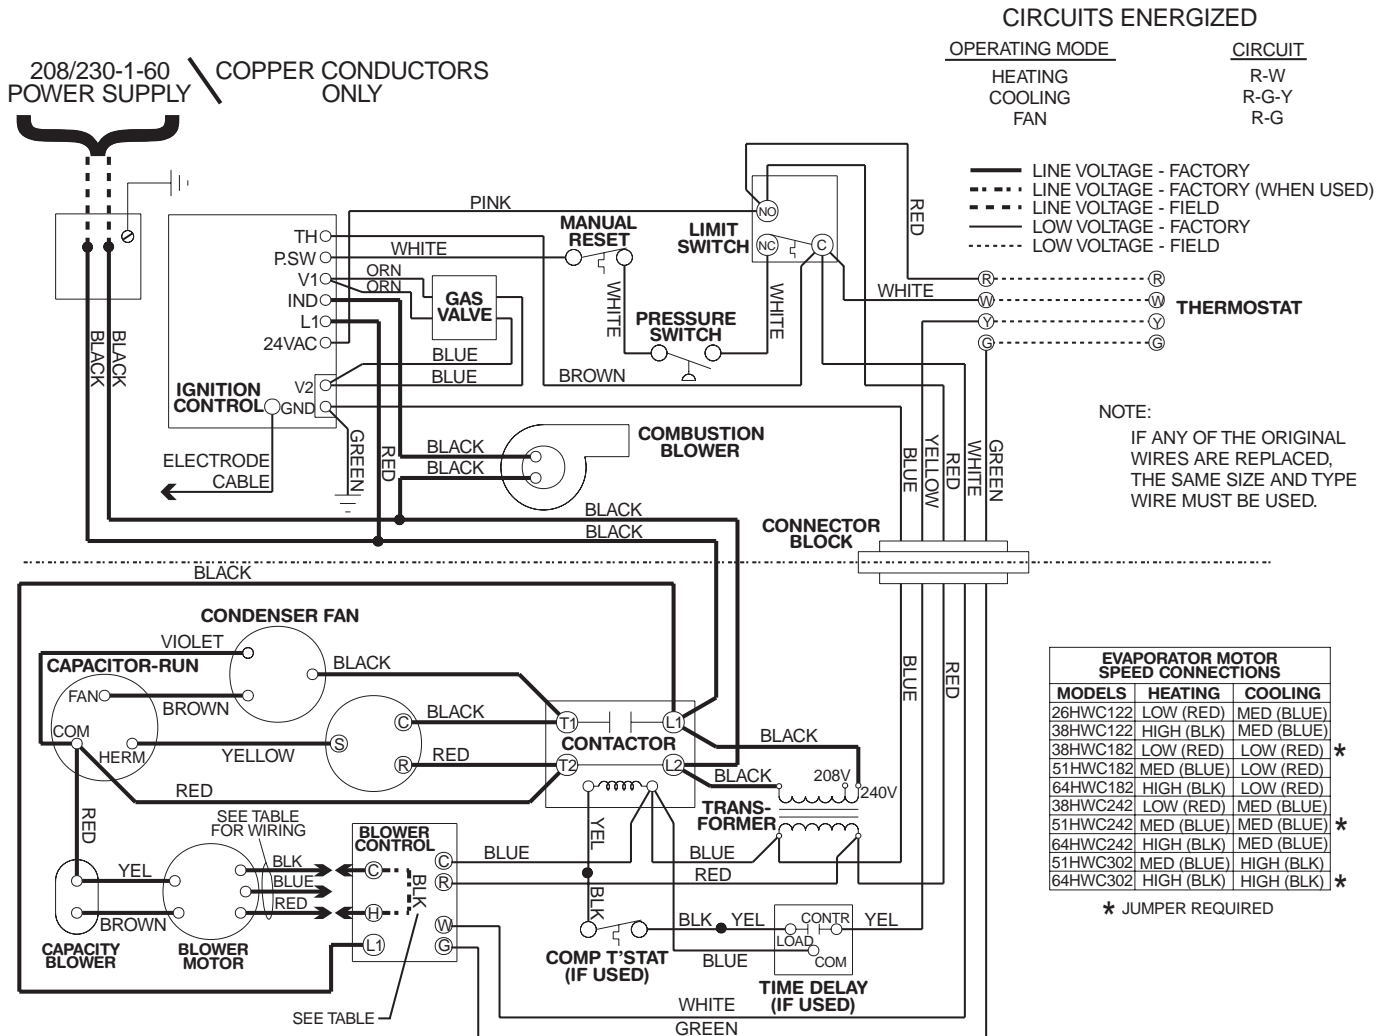 CIRCUITS ENERGIZED
OPERATING MODE CIRCUIT
HEATING R-W
COOLING R-G-Y
FAN R-G
208/230-1-60
POWER SUPPLY
COPPER CONDUCTORS
ONLY
LINE VOLTAGE - FACTORY
LINE VOLTAGE - FACTORY (WHEN USED)
LINE VOLTAGE - FIELD
LOW VOLTAGE - FACTORY
LOW VOLTAGE - FIELD
BLACK
BLACK
TH
P.SW
V1
IND
L1
24VAC
V2
GND
IGNITION
CONTROL
ELECTRODE
CABLE
GREEN
RED
PINK
WHITE
ORN
ORN
GAS
VALVE
BLUE
BLUE
BROWN
MANUAL
RESET
WHITE
PRESSURE
SWITCH
WHITE
LIMIT
SWITCH
NO
NC
C
RED
WHITE
R
W
Y
G
R
W
Y
G
THERMOSTAT
NOTE:
IF ANY OF THE ORIGINAL
WIRES ARE REPLACED,
THE SAME SIZE AND TYPE
WIRE MUST BE USED.
BLACK
BLACK
COMBUSTION
BLOWER
BLACK
BLACK
BLUE
YELLOW
RED
WHITE
GREEN
CONNECTOR
BLOCK
BLACK
CONDENSER FAN
VIOLET
CAPACITOR-RUN
FAN
BROWN
COM
HERM
BLACK
YELLOW
S
C
R
BLACK
RED
RED
T1
L1
CONTACTOR
T2
L2
BLACK
BLACK
208V
240V
TRANS-
FORMER
BLUE
RED
RED
SEE TABLE
FOR WIRING
YEL
BROWN
CAPACITY
BLOWER
BLOWER
MOTOR
BLK
BLUE
RED
BLOWER
CONTROL
C
H
L1
BLK
C
R
W
G
SEE TABLE
BLUE
YEL
BLK
BLUE
RED
COMP T'STAT
(IF USED)
BLK
YEL
CONTR
LOAD
COM
YEL
BLUE
TIME DELAY
(IF USED)
WHITE
GREEN
EVAPORATOR MOTOR
SPEED CONNECTIONS
MODELS HEATING COOLING
26HWC122 LOW (RED) MED (BLUE)
38HWC122 HIGH (BLK) MED (BLUE)
38HWC182 LOW (RED) LOW (RED) *
51HWC182 MED (BLUE) LOW (RED)
64HWC182 HIGH (BLK) LOW (RED)
38HWC242 LOW (RED) MED (BLUE)
51HWC242 MED (BLUE) MED (BLUE) *
64HWC242 HIGH (BLK) MED (BLUE)
51HWC302 MED (BLUE) HIGH (BLK)
64HWC302 HIGH (BLK) HIGH (BLK) *
* JUMPER REQUIRED